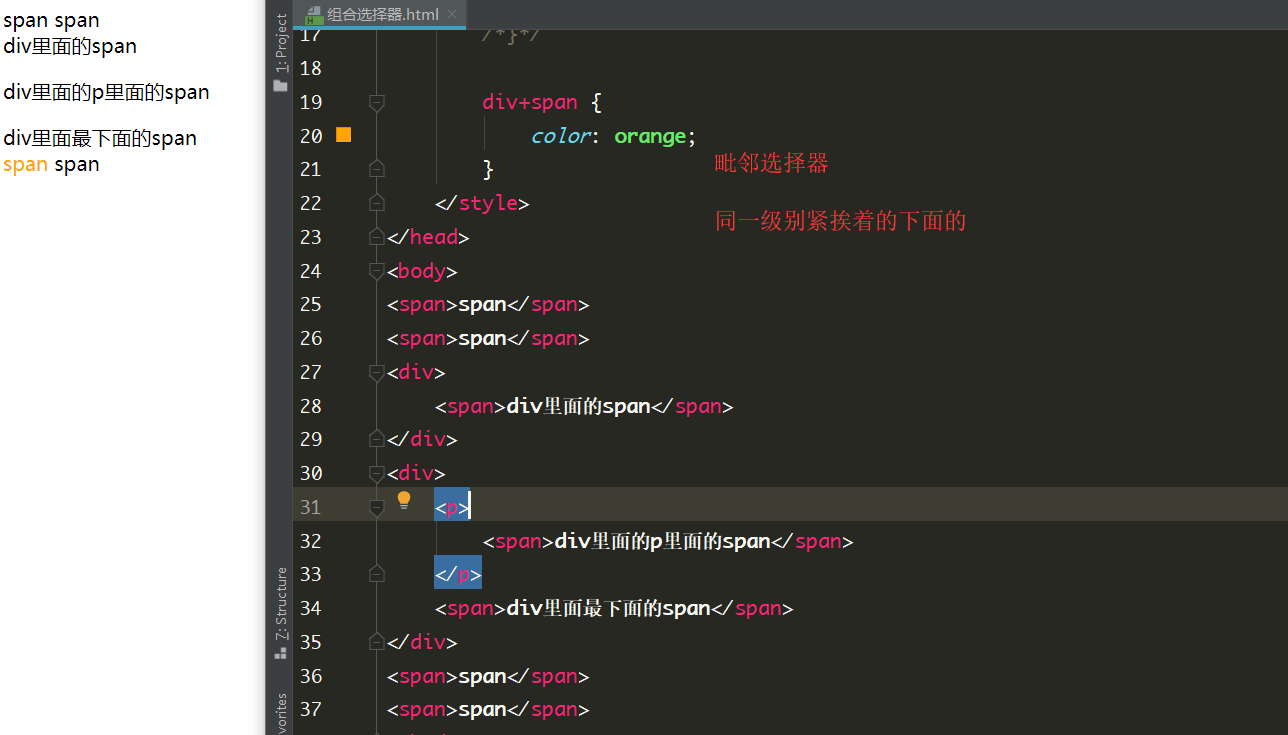 span span
div里面的span
div里面的p里面的span
div里面最下面的span
span span
1: Project
7: Structure
组合选择器.html
17 /*}*/
18
19 div+span {
20 color: orange;
21 }
22 </style>
23 </head>
24 <body>
25 <span>span</span>
26 <span>span</span>
27 <div>
28 <span>div里面的span</span>
29 </div>
30 <div>
31 <p>
32 <span>div里面的p里面的span</span>
33 </p>
34 <span>div里面最下面的span</span>
35 </div>
36 <span>span</span>
37 <span>span</span>
毗邻选择器
同一级别紧挨着的下面的